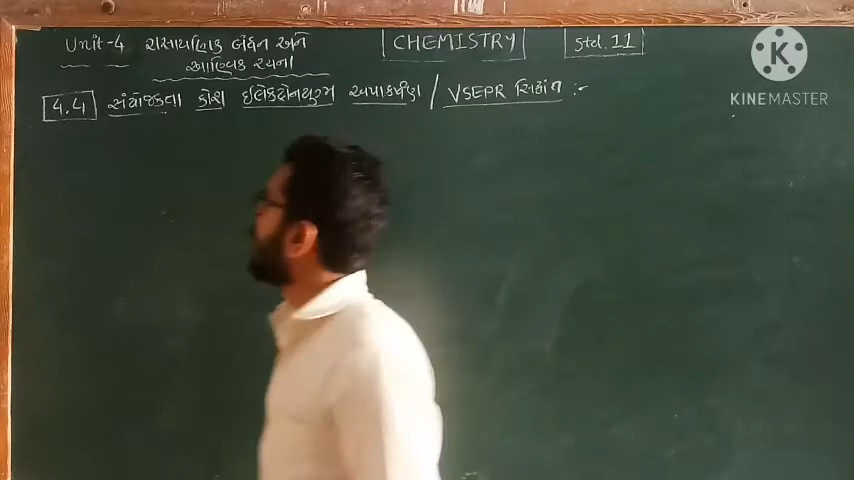 Unit-4 રાસાયણિક બંધન અને
આણ્વિક રચના
CHEMISTRY
Std. 11
4.4 સંયોજકતા કોશ ઇલેક્ટ્રોનયુગ્મ અપાકર્ષણ / VSEPR સિદ્ધાંત :-
K
KINEMASTER